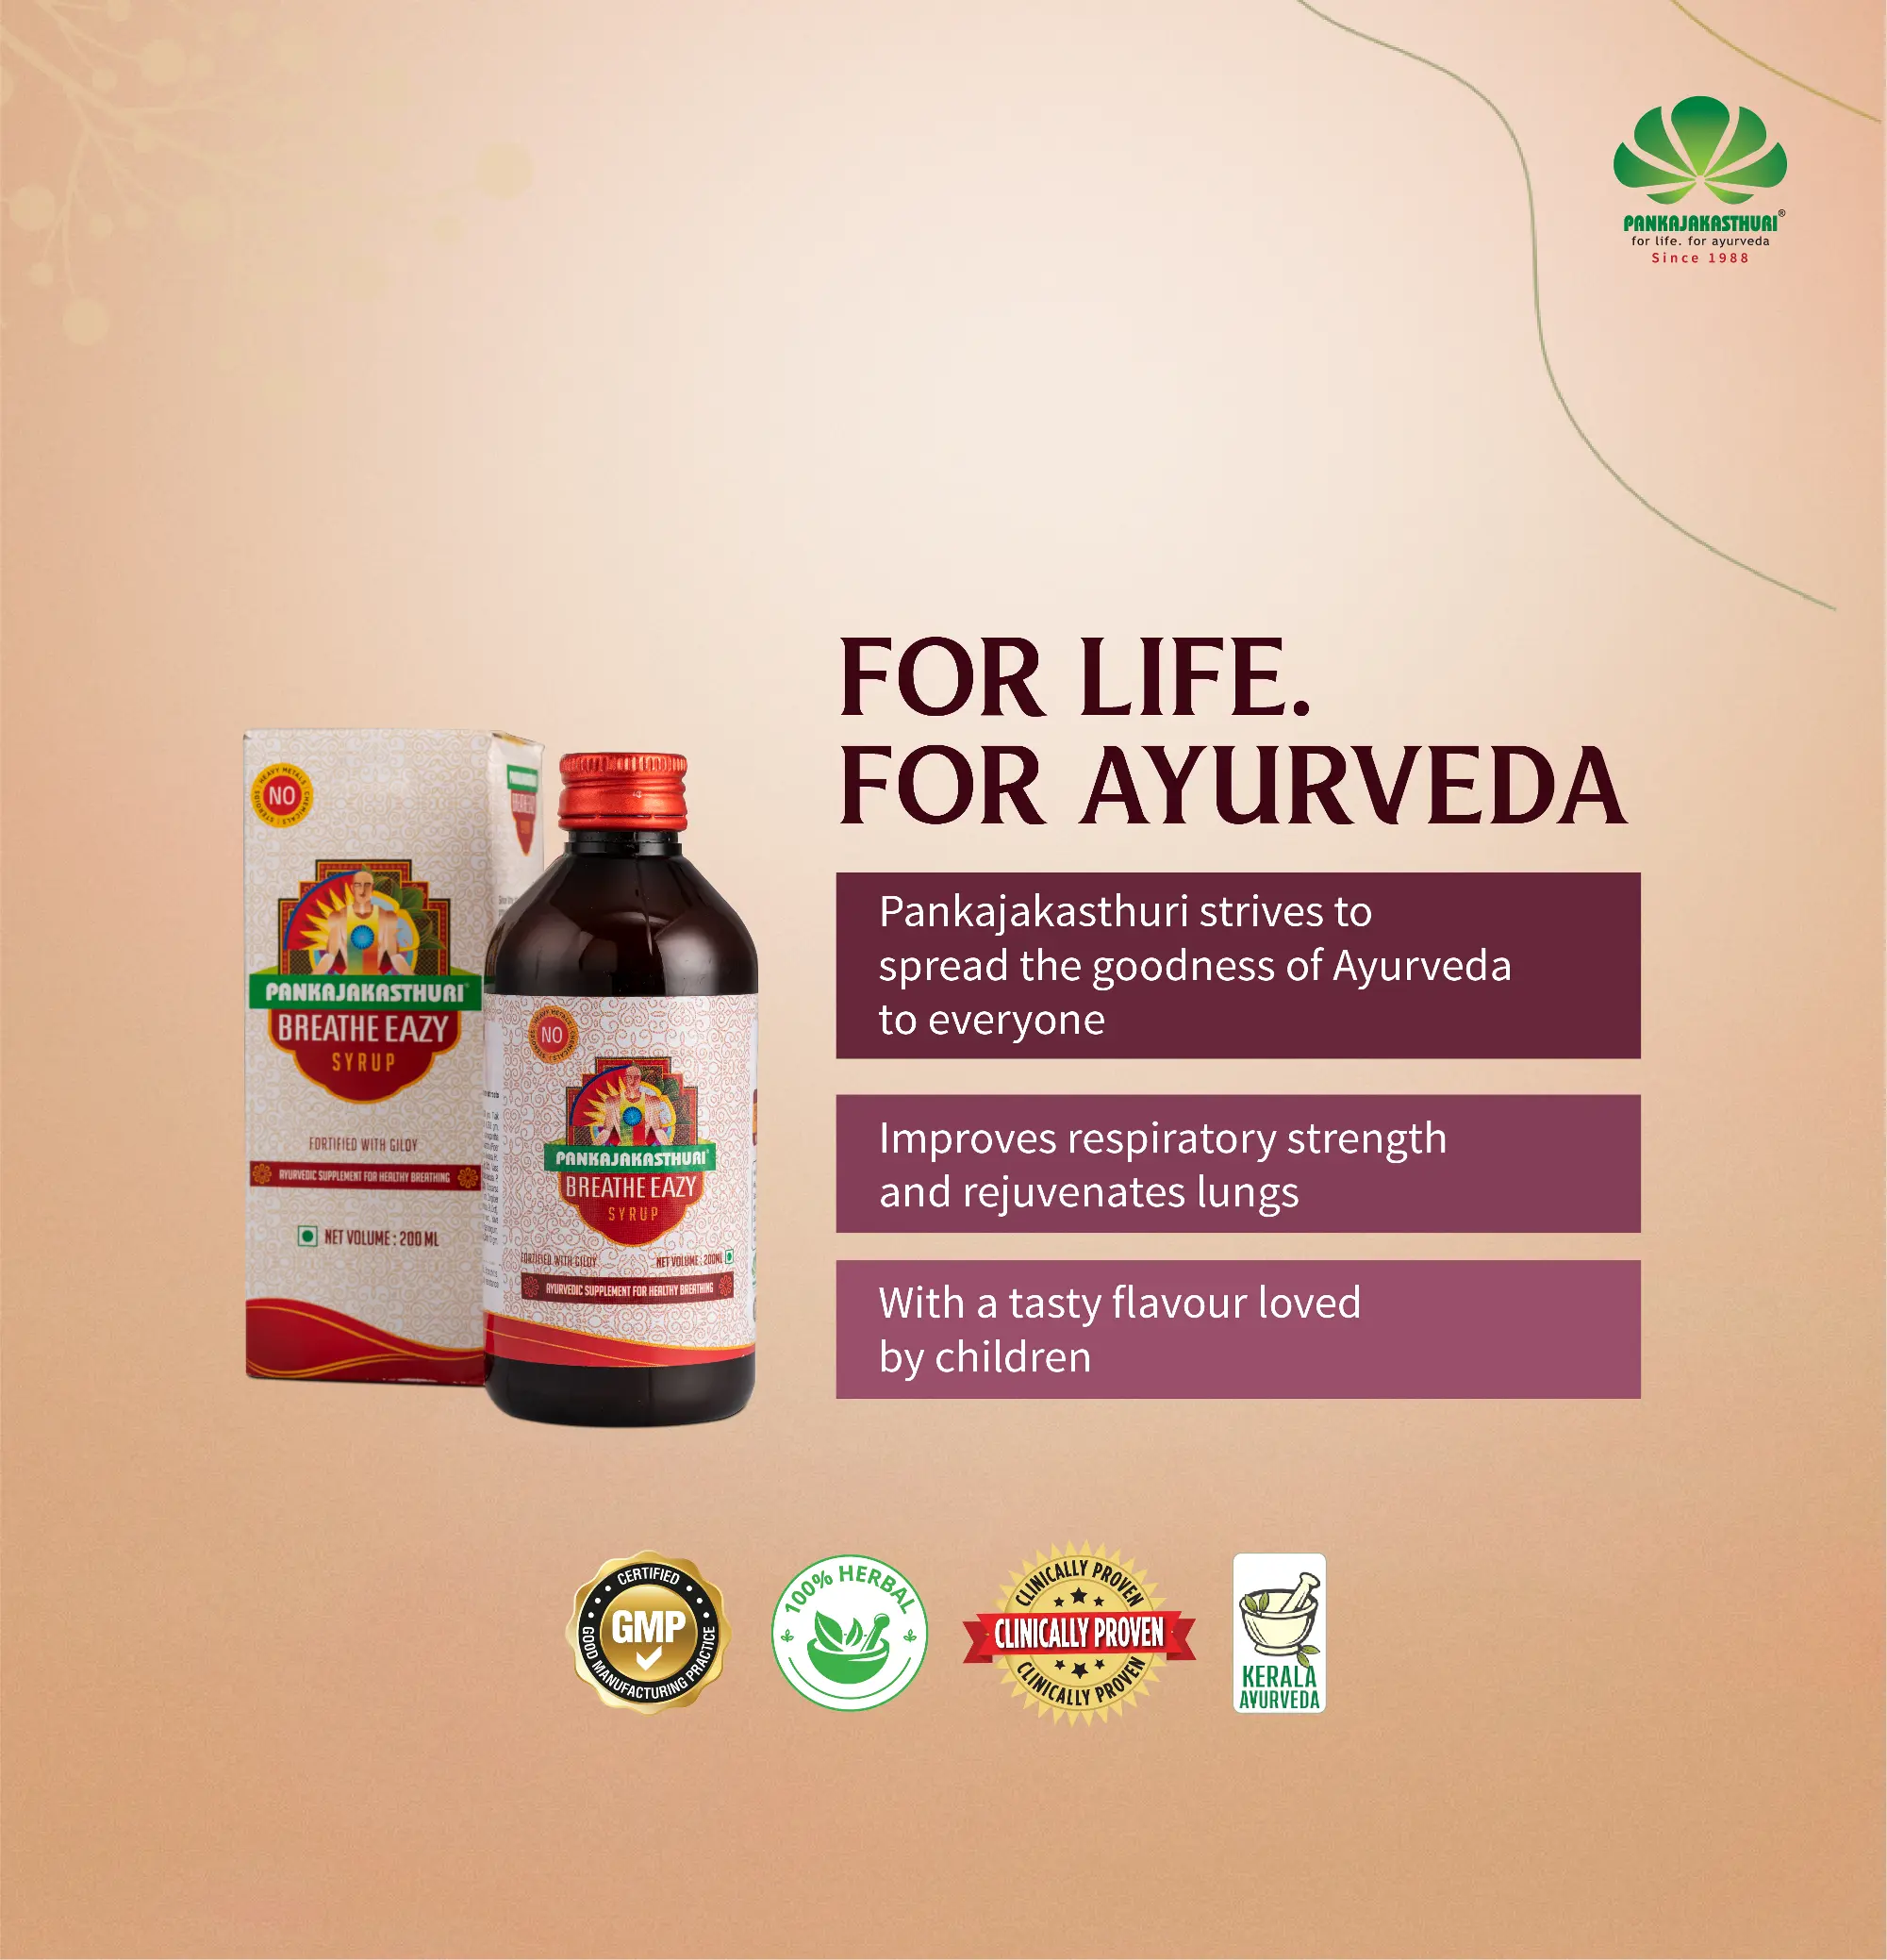 PANKAJAKASTHURI®
for life. for ayurveda
Since 1988
FOR LIFE.
FOR AYURVEDA
Pankajakasthuri strives to
spread the goodness of Ayurveda
to everyone
Improves respiratory strength
and rejuvenates lungs
With a tasty flavour loved
by children
HEAVY METALS
CHEMICALS
STEROIDS
NO
PANKAJAKASTHURI
BREATHE EAZY
SYRUP
FORTIFIED WITH GILOY
AYURVEDIC SUPPLEMENT FOR HEALTHY BREATHING
NET VOLUME : 200 ML
NO
PANKAJAKASTHURI
BREATHE EAZY
SYRUP
FORTIFIED WITH GILOY
NET VOLUME : 200ML
AYURVEDIC SUPPLEMENT FOR HEALTHY BREATHING
CERTIFIED
GMP
GOOD MANUFACTURING PRACTICE
100% HERBAL
CLINICALLY PROVEN
CLINICALLY PROVEN
CLINICALLY PROVEN
KERALA
AYURVEDA